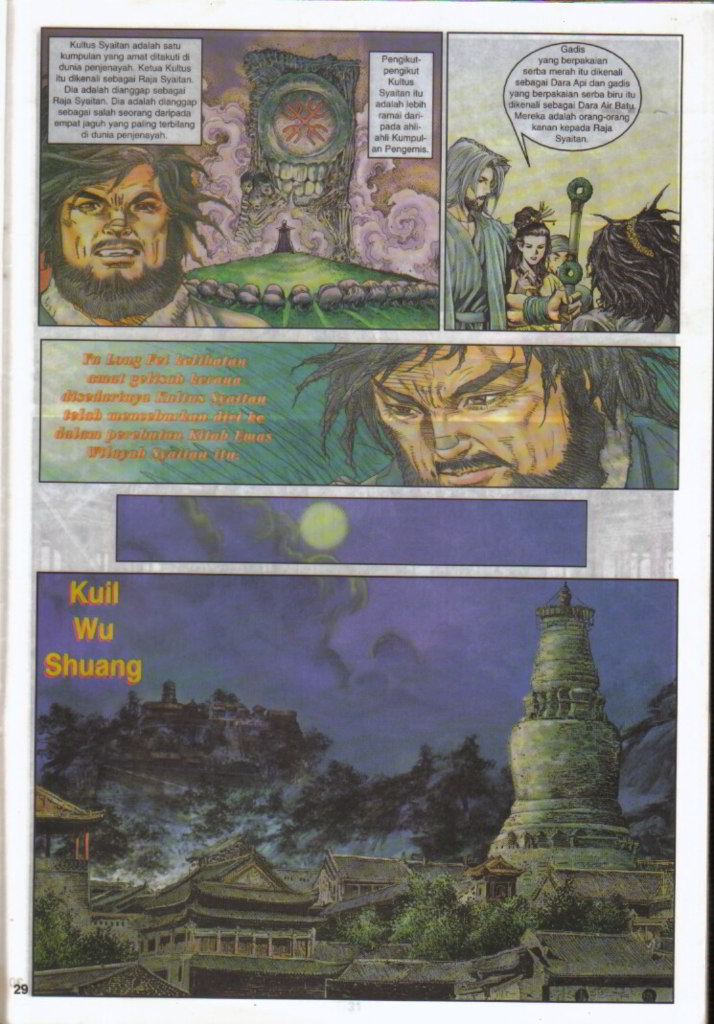 Kultus Syaitan adalah satu
kumpulan yang amat ditakuti di
dunia penjenayah. Ketua Kultus
itu dikenali sebagai Raja Syaitan.
Dia adalah dianggap sebagai
Raja Syaitan. Dia adalah dianggap
sebagai salah seorang daripada
empat jaguh yang paling terbilang
di dunia penjenayah.
Pengikut-
pengikut
Kultus
Syaitan itu
adalah lebih
ramai dari-
pada ahli-
ahli Kumpul-
an Pengemis.
Gadis
yang berpakaian
serba merah itu dikenali
sebagai Dara Api dan gadis
yang berpakaian serba biru itu
dikenali sebagai Dara Air Batu.
Mereka adalah orang-orang
kanan kepada Raja
Syaitan.
Fa Long Fei kelihatan
amat gelisah kerana
disedarinya Kultus Syaitan
telah menceburkan diri ke
dalam perebutan Kitab Emas
Wilayah Syaitan itu.
Kuil
Wu
Shuang
29